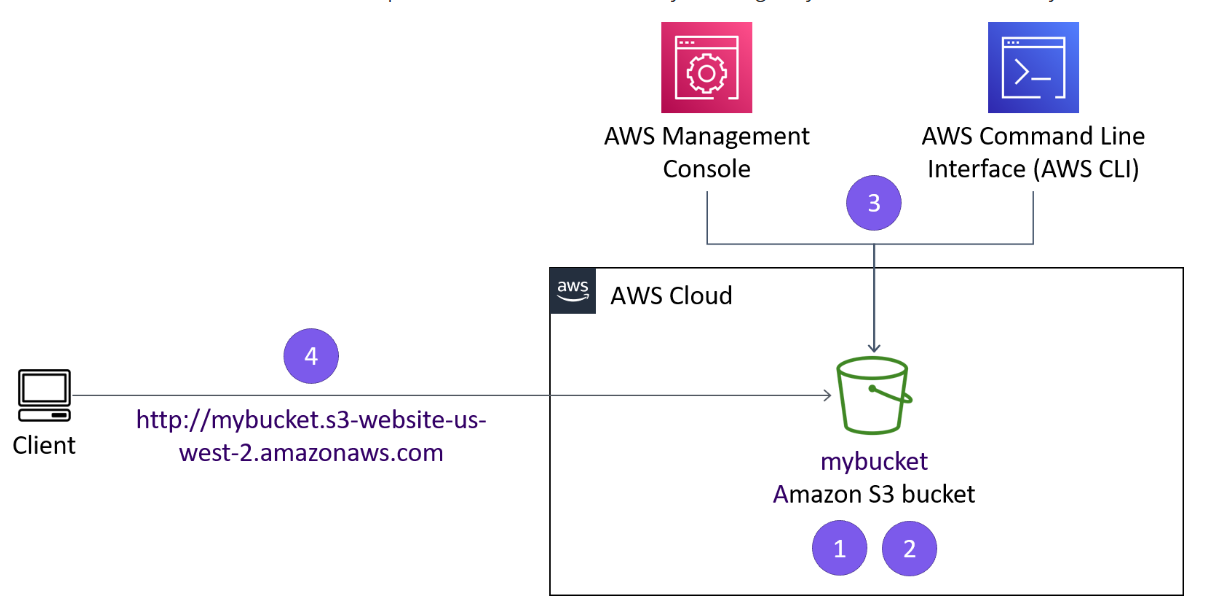 AWS Management
Console
AWS Command Line
Interface (AWS CLI)
3
aws
AWS Cloud
4
http://mybucket.s3-website-us-
west-2.amazonaws.com
Client
mybucket
Amazon S3 bucket
1 2